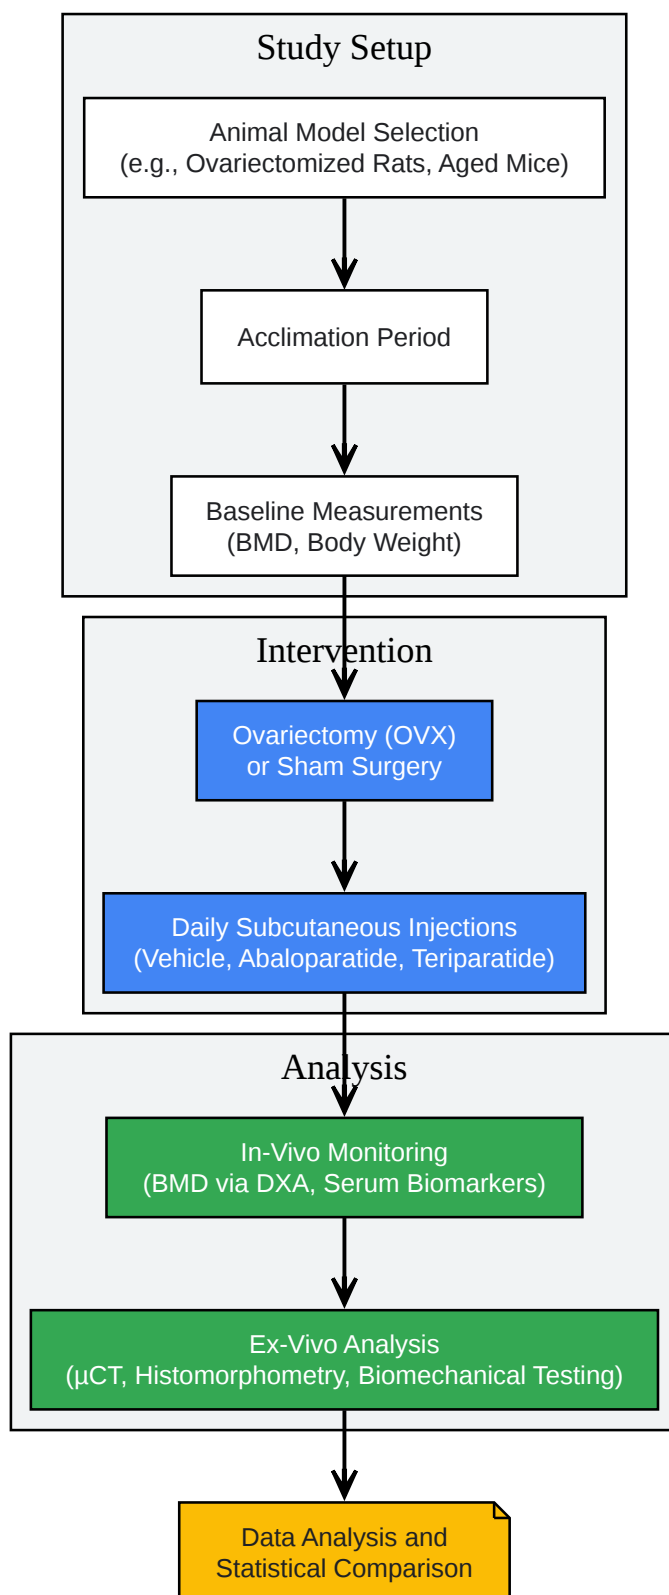 Study Setup
Animal Model Selection
(e.g., Ovariectomized Rats, Aged Mice)
Acclimation Period
Baseline Measurements
(BMD, Body Weight)
Intervention
Ovariectomy (OVX)
or Sham Surgery
Daily Subcutaneous Injections
(Vehicle, Abaloparatide, Teriparatide)
Analysis
In-Vivo Monitoring
(BMD via DXA, Serum Biomarkers)
Ex-Vivo Analysis
(µCT, Histomorphometry, Biomechanical Testing)
Data Analysis and
Statistical Comparison